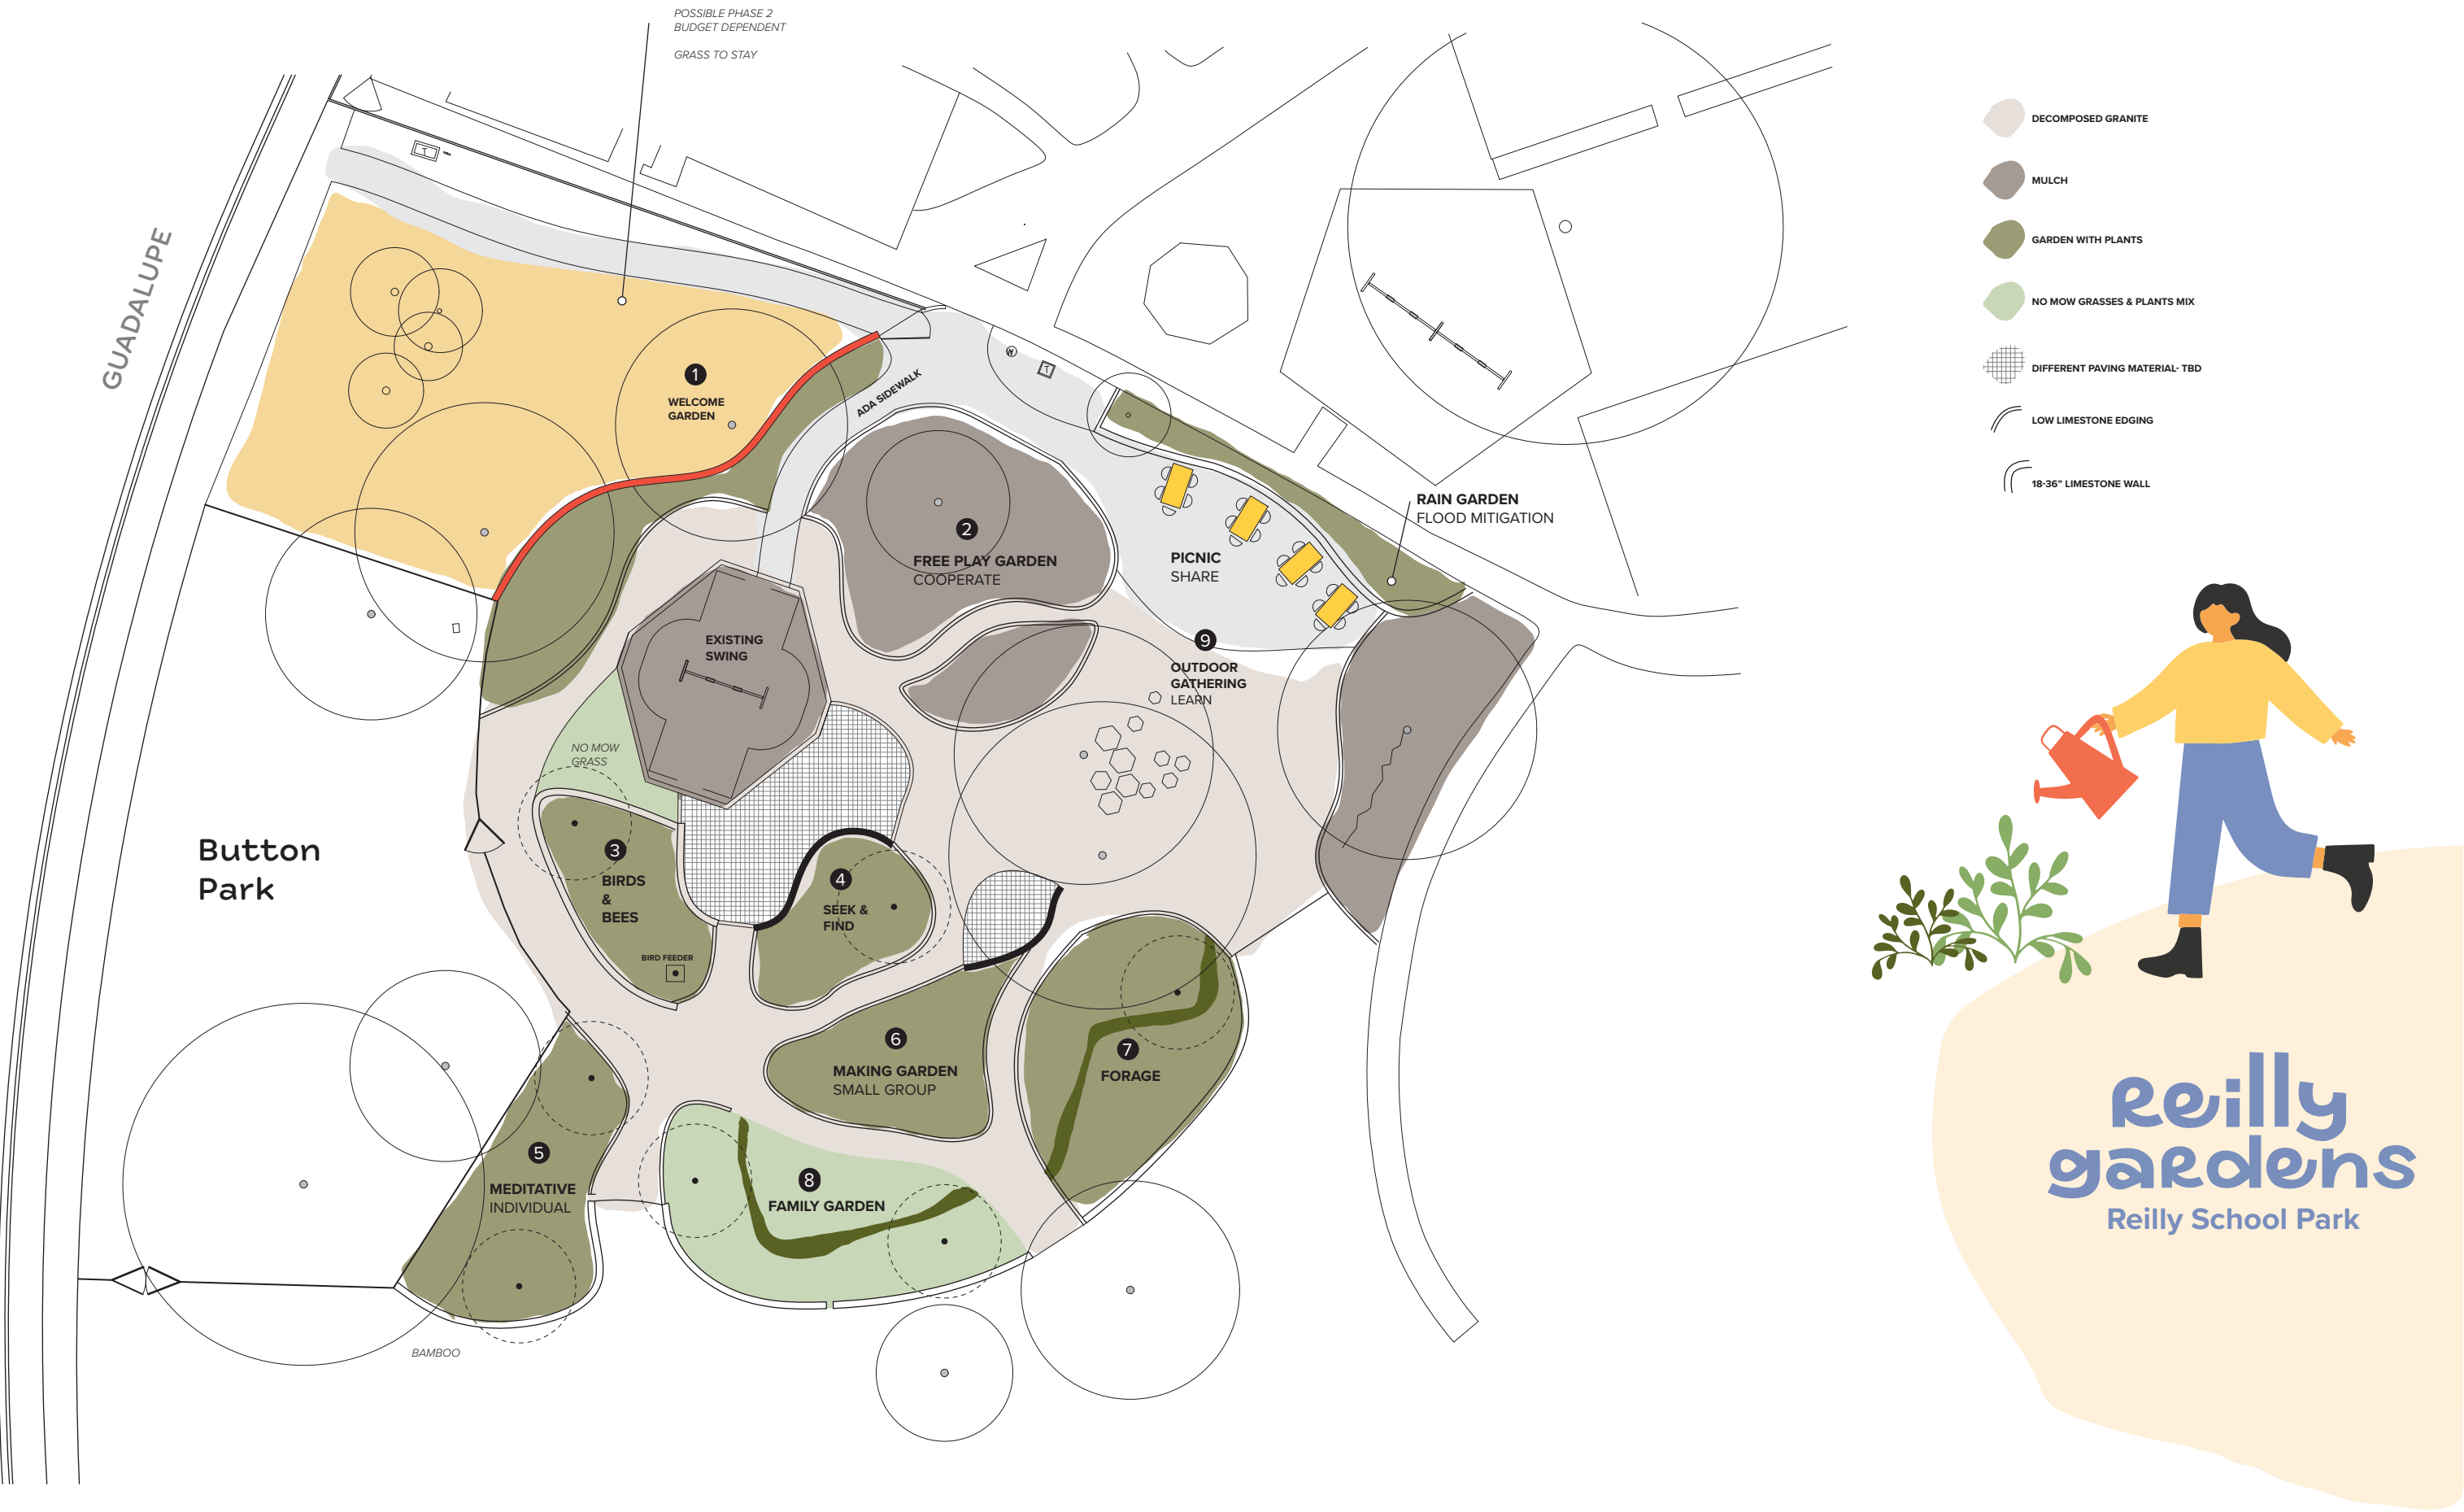 POSSIBLE PHASE 2
BUDGET DEPENDENT
GRASS TO STAY
GUADALUPE
1
WELCOME
GARDEN
ADA SIDEWALK
2
FREE PLAY GARDEN
COOPERATE
PICNIC
SHARE
RAIN GARDEN
FLOOD MITIGATION
EXISTING
SWING
9
OUTDOOR
GATHERING
LEARN
NO MOW
GRASS
Button
Park
3
BIRDS
&
BEES
BIRD FEEDER
4
SEEK &
FIND
6
MAKING GARDEN
SMALL GROUP
7
FORAGE
5
MEDITATIVE
INDIVIDUAL
8
FAMILY GARDEN
BAMBOO
T
T
DECOMPOSED GRANITE
MULCH
GARDEN WITH PLANTS
NO MOW GRASSES & PLANTS MIX
DIFFERENT PAVING MATERIAL- TBD
LOW LIMESTONE EDGING
18-36" LIMESTONE WALL
Reilly
gardens
Reilly School Park